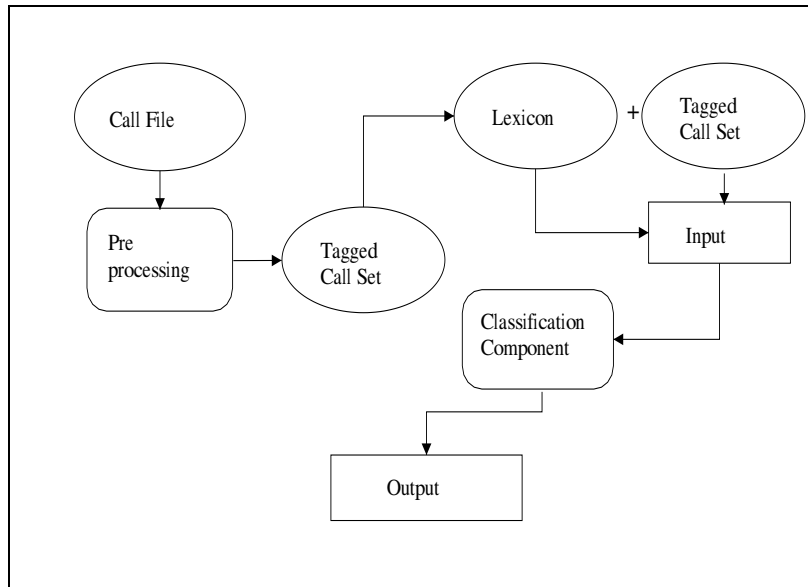 Call File
Pre
processing
Tagged
Call Set
Lexicon
+
Tagged
Call Set
Input
Classification
Component
Output